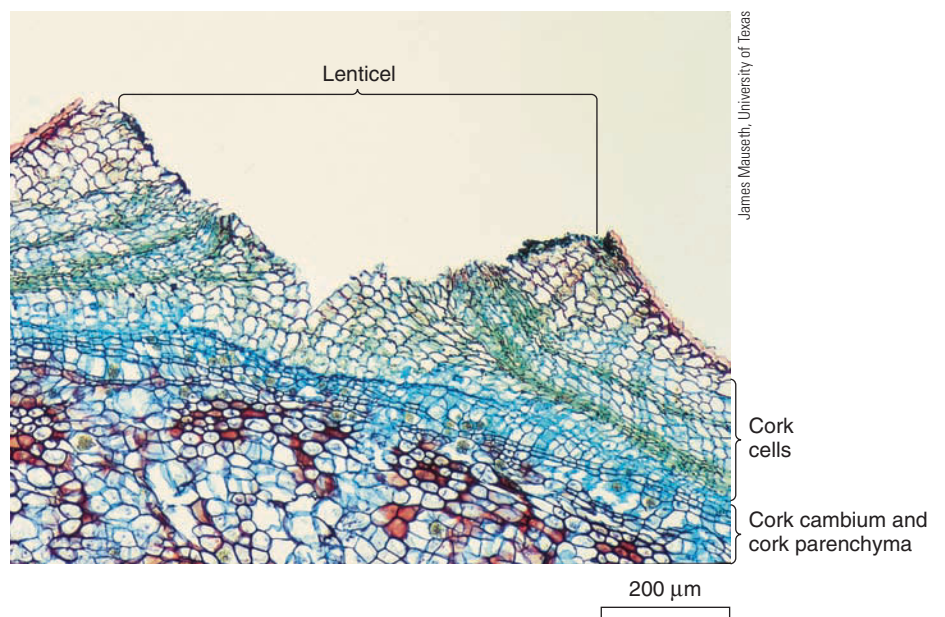 Lenticel
James Mauseth, University of Texas
Cork
cells
Cork cambium and
cork parenchyma
200 μm